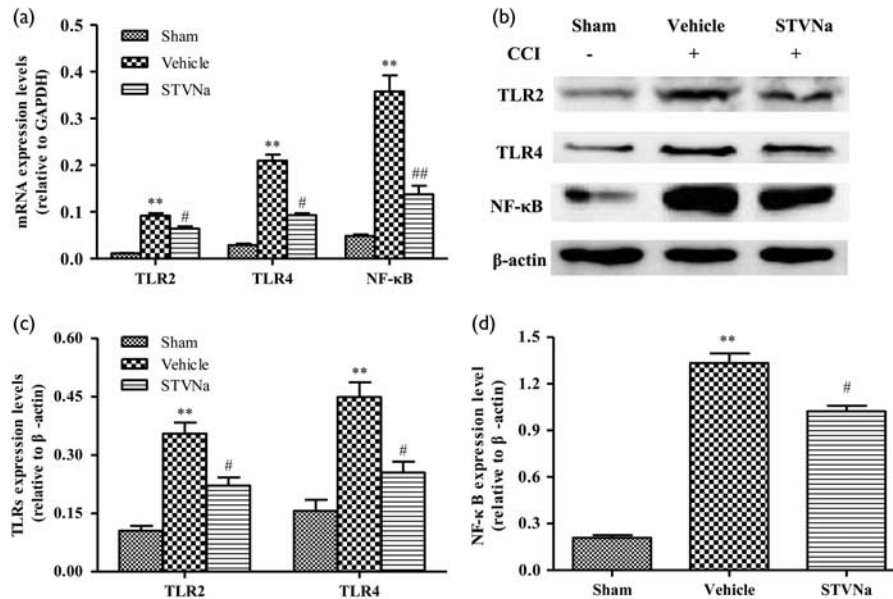 (a)
0.5
0.4
0.3
0.2
0.1
0.0
mRNA expression levels
(relative to GAPDH)
Sham
Vehicle
STVNa
**
#
**
#
**
##
TLR2 TLR4 NF-κB
(b)
Sham Vehicle STVNa
CCI - + +
TLR2
TLR4
NF-κB
β-actin
(c)
0.60
0.45
0.30
0.15
0.00
TLRs expression levels
(relative to β -actin)
Sham
Vehicle
STVNa
**
#
**
#
TLR2 TLR4
(d)
1.5
1.2
0.9
0.6
0.3
0.0
NF-κ B expression level
(relative to β -actin)
**
#
Sham Vehicle STVNa